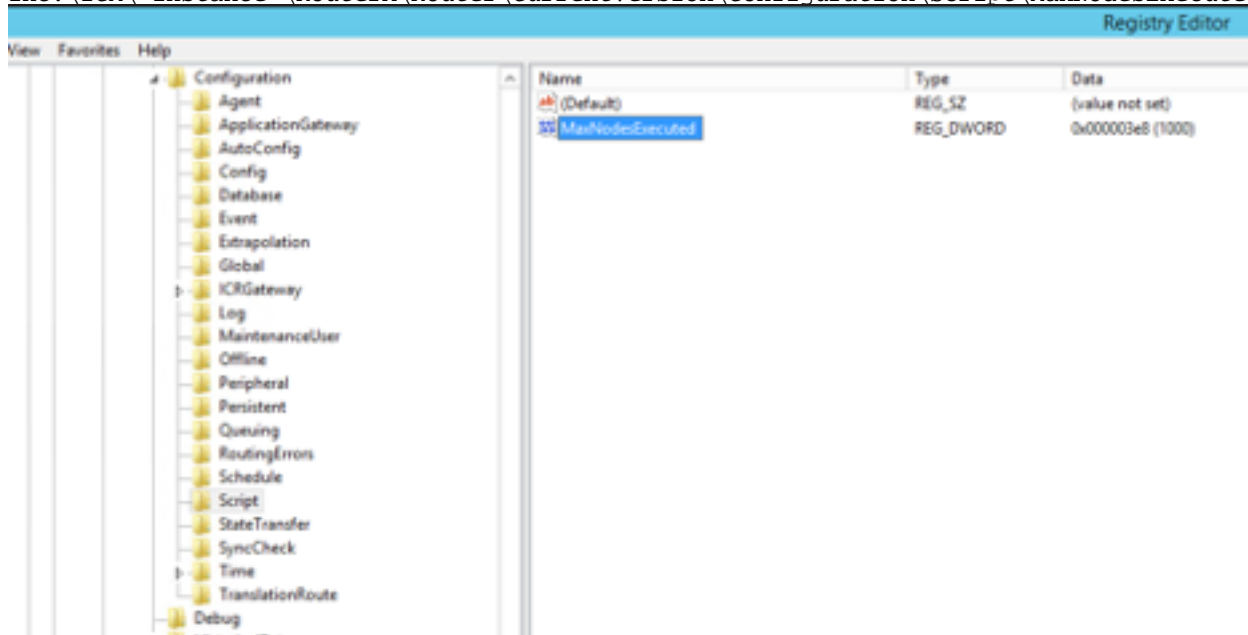 Registry Editor
View Favorites Help
Configuration
Agent
ApplicationGateway
AutoConfig
Config
Database
Event
Extrapolation
Global
ICRGateway
Log
MaintenanceUser
Offline
Peripheral
Persistent
Queuing
RoutingErrors
Schedule
Script
StateTransfer
SyncCheck
Time
TranslationRoute
Debug
Name Type Data
(Default) REG_SZ (value not set)
MaxNodesExecuted REG_DWORD 0x000003e8 (1000)